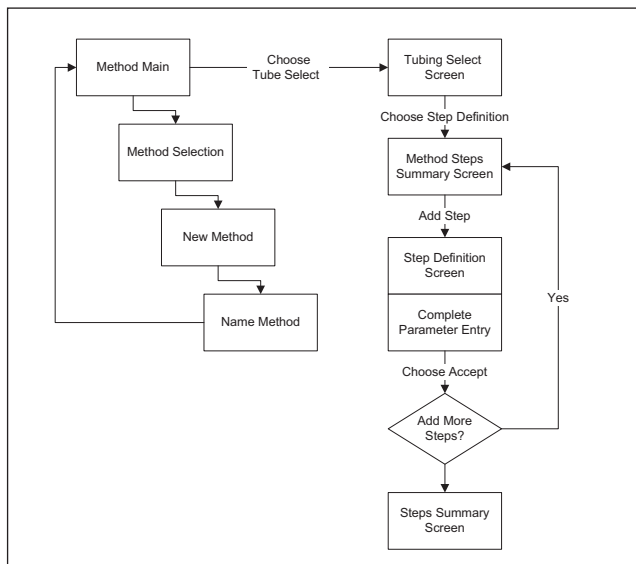 Method Main
Choose
Tube Select
Tubing Select
Screen
Choose Step Definition
Method Selection
Method Steps
Summary Screen
Add Step
New Method
Step Definition
Screen
Yes
Name Method
Complete
Parameter Entry
Choose Accept
Add More
Steps?
Steps Summary
Screen